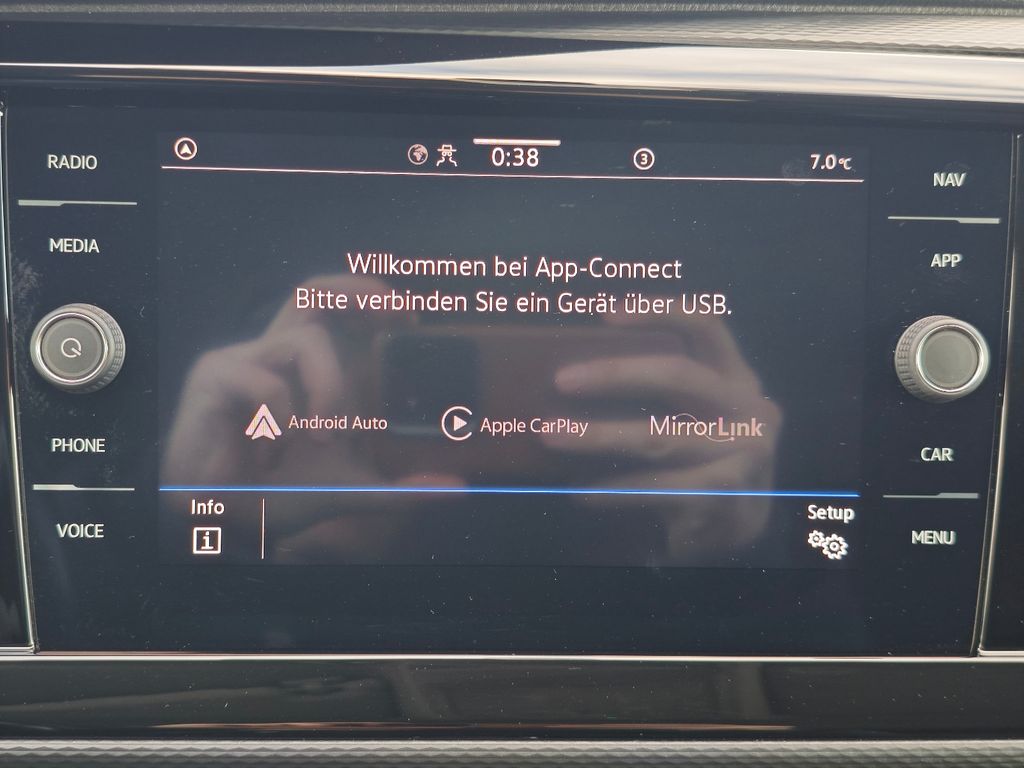 RADIO
MEDIA
PHONE
VOICE
0:38
3
7.0°C
Willkommen bei App-Connect
Bitte verbinden Sie ein Gerät über USB.
Android Auto
Apple CarPlay
MirrorLink
Info
i
Setup
NAV
APP
CAR
MENU